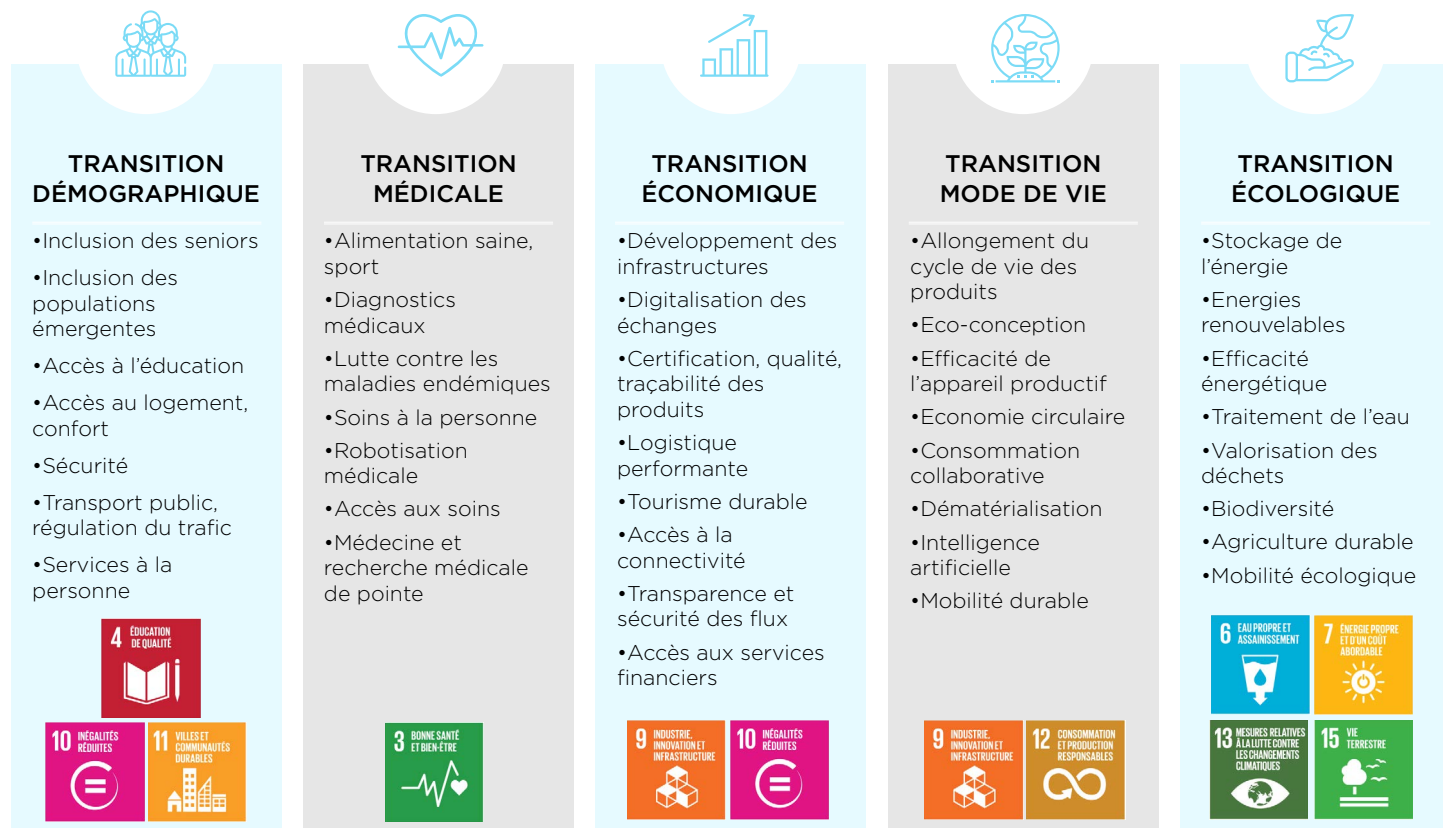 TRANSITION
DÉMOGRAPHIQUE
•Inclusion des seniors
•Inclusion des
populations
émergentes
•Accès à l’éducation
•Accès au logement,
confort
•Sécurité
•Transport public,
régulation du trafic
•Services à la
personne
4 ÉDUCATION
DE QUALITÉ
10 INÉGALITÉS
RÉDUITES
11 VILLES ET
COMMUNAUTÉS
DURABLES
TRANSITION
MÉDICALE
•Alimentation saine,
sport
•Diagnostics
médicaux
•Lutte contre les
maladies endémiques
•Soins à la personne
•Robotisation
médicale
•Accès aux soins
•Médecine et
recherche médicale
de pointe
3 BONNE SANTÉ
ET BIEN-ÊTRE
TRANSITION
ÉCONOMIQUE
•Développement des
infrastructures
•Digitalisation des
échanges
•Certification, qualité,
traçabilité des
produits
•Logistique
performante
•Tourisme durable
•Accès à la
connectivité
•Transparence et
sécurité des flux
•Accès aux services
financiers
9 INDUSTRIE,
INNOVATION ET
INFRASTRUCTURE
10 INÉGALITÉS
RÉDUITES
TRANSITION
MODE DE VIE
•Allongement du
cycle de vie des
produits
•Eco-conception
•Efficacité de
l’appareil productif
•Economie circulaire
•Consommation
collaborative
•Dématérialisation
•Intelligence
artificielle
•Mobilité durable
9 INDUSTRIE,
INNOVATION ET
INFRASTRUCTURE
12 CONSOMMATION
ET PRODUCTION
RESPONSABLES
TRANSITION
ÉCOLOGIQUE
•Stockage de
l’énergie
•Energies
renouvelables
•Efficacité
énergétique
•Traitement de l’eau
•Valorisation des
déchets
•Biodiversité
•Agriculture durable
•Mobilité écologique
6 EAU PROPRE ET
ASSAINISSEMENT
7 ÉNERGIE PROPRE
ET D'UN COÛT
ABORDABLE
13 MESURES RELATIVES
À LA LUTTE CONTRE
LES CHANGEMENTS
CLIMATIQUES
15 VIE
TERRESTRE